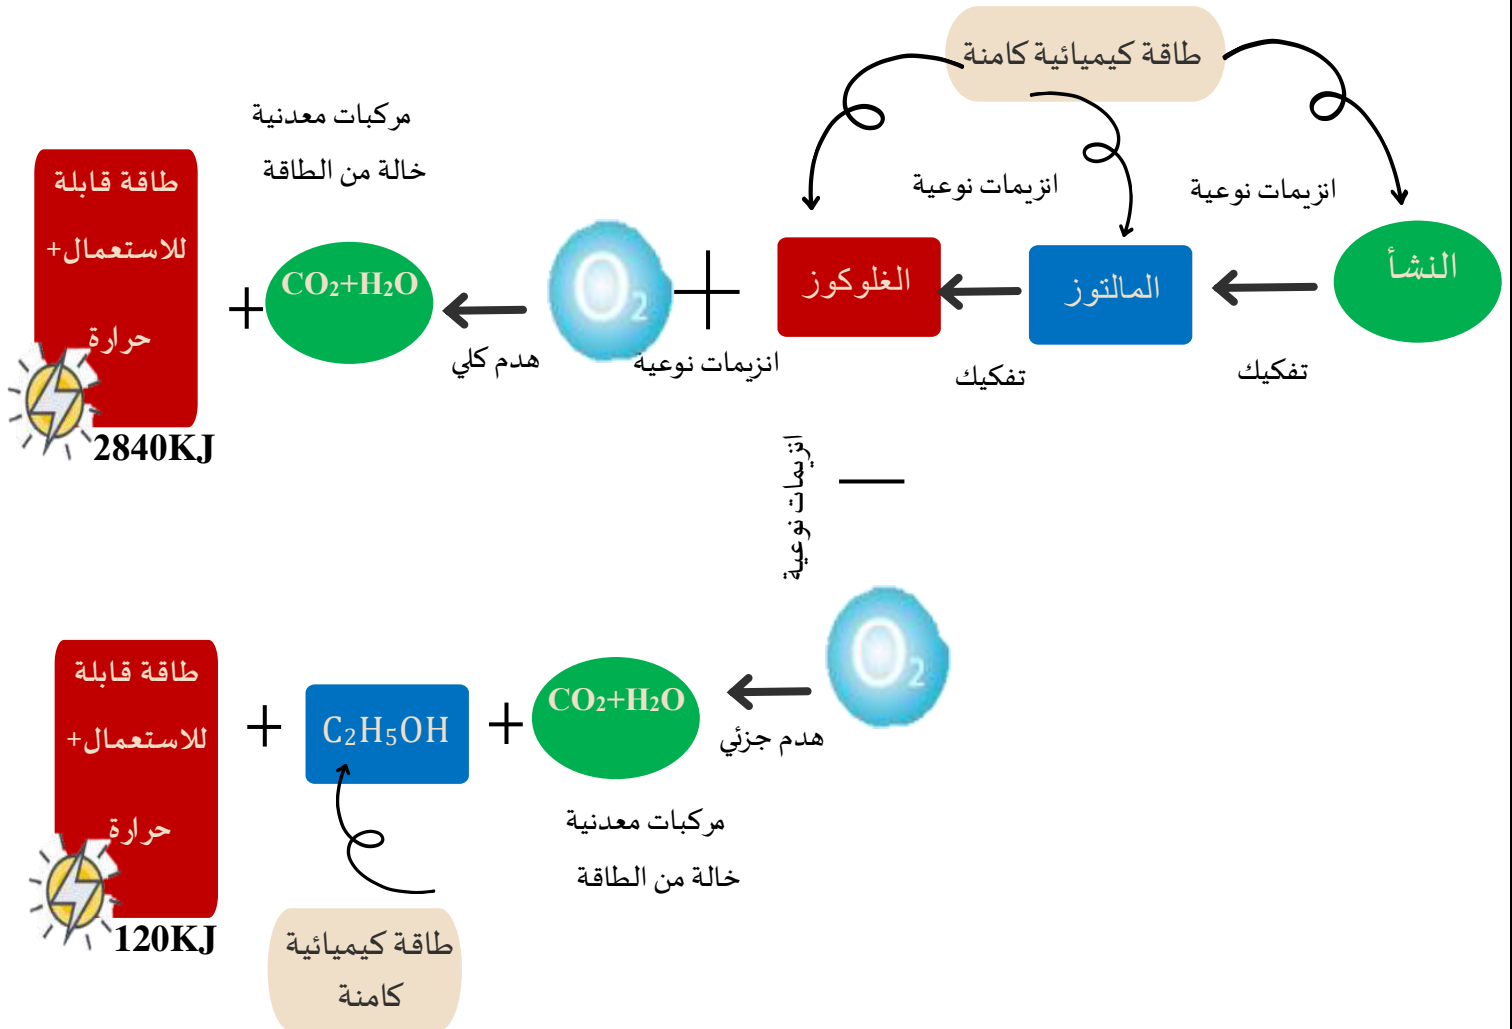 طاقة كيميائية كامنة
مركبات معدنية
خالة من الطاقة
انزيمات نوعية
انزيمات نوعية
النشأ
المالتوز
الغلوكوز
O2
CO2+H2O
طاقة قابلة
للاستعمال+
حرارة
تفكيك
تفكيك
انزيمات نوعية
هدم كلي
2840KJ
انزيمات نوعية
O2
هدم جزئي
CO2+H2O
C2H5OH
طاقة قابلة
للاستعمال+
حرارة
مركبات معدنية
خالة من الطاقة
120KJ
طاقة كيميائية
كامنة